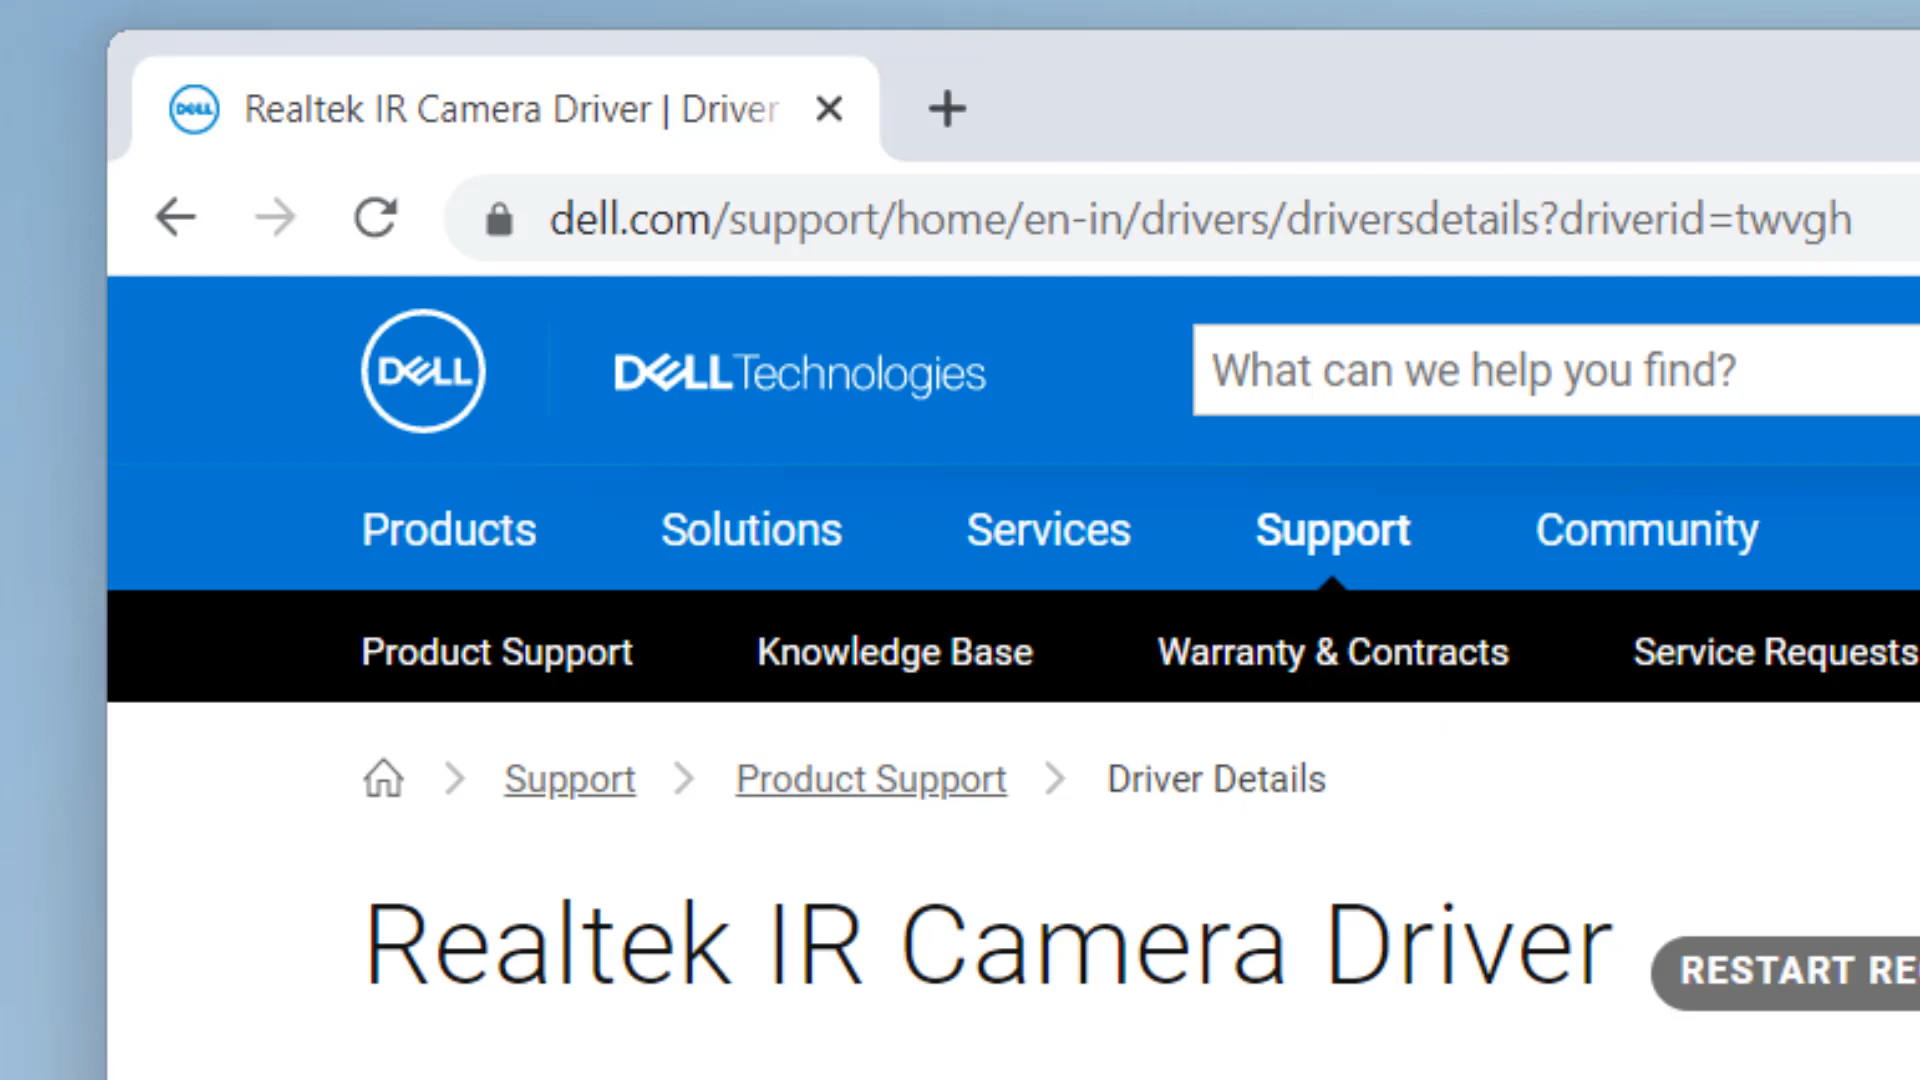 DELL
Realtek IR Camera Driver | Driver
dell.com/support/home/en-in/drivers/driversdetails?driverid=twvgh
DELL
DELLTechnologies
What can we help you find?
Products
Solutions
Services
Support
Community
Product Support
Knowledge Base
Warranty & Contracts
Service Requests
Support
Product Support
Driver Details
Realtek IR Camera Driver
RESTART RE